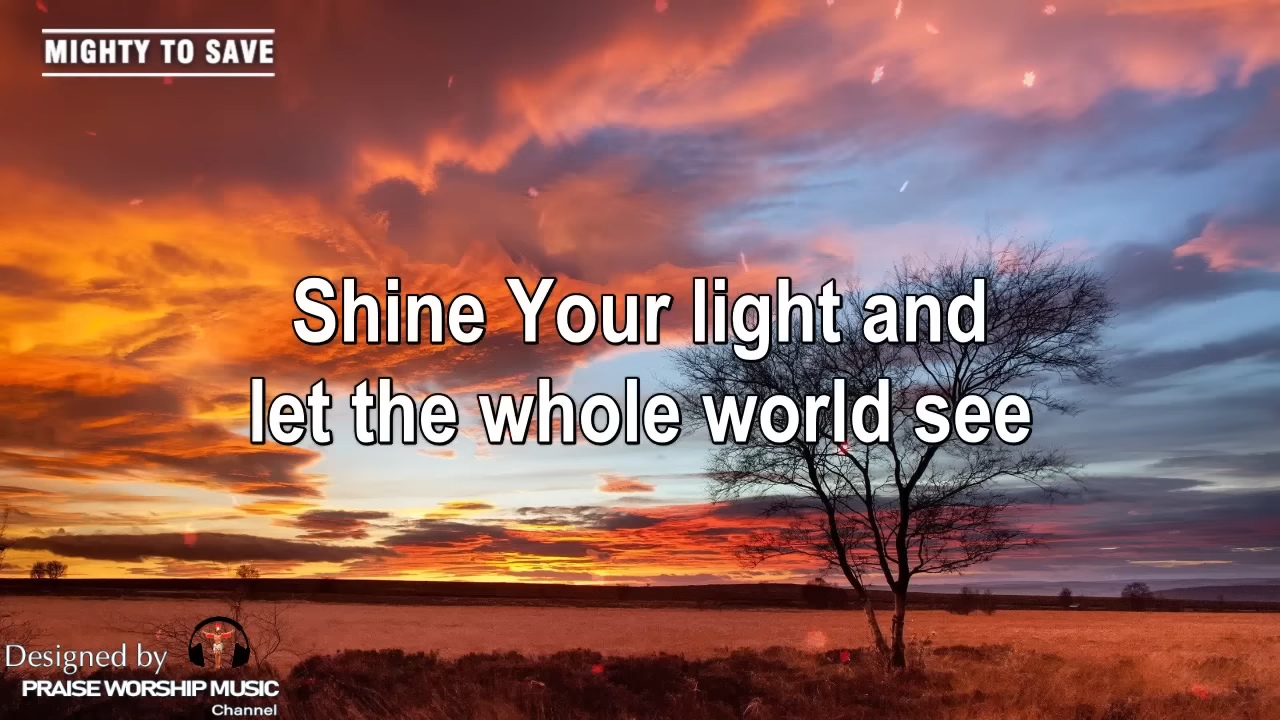 MIGHTY TO SAVE
Shine Your light and
let the whole world see
Designed by
PRAISE WORSHIP MUSIC
Channel